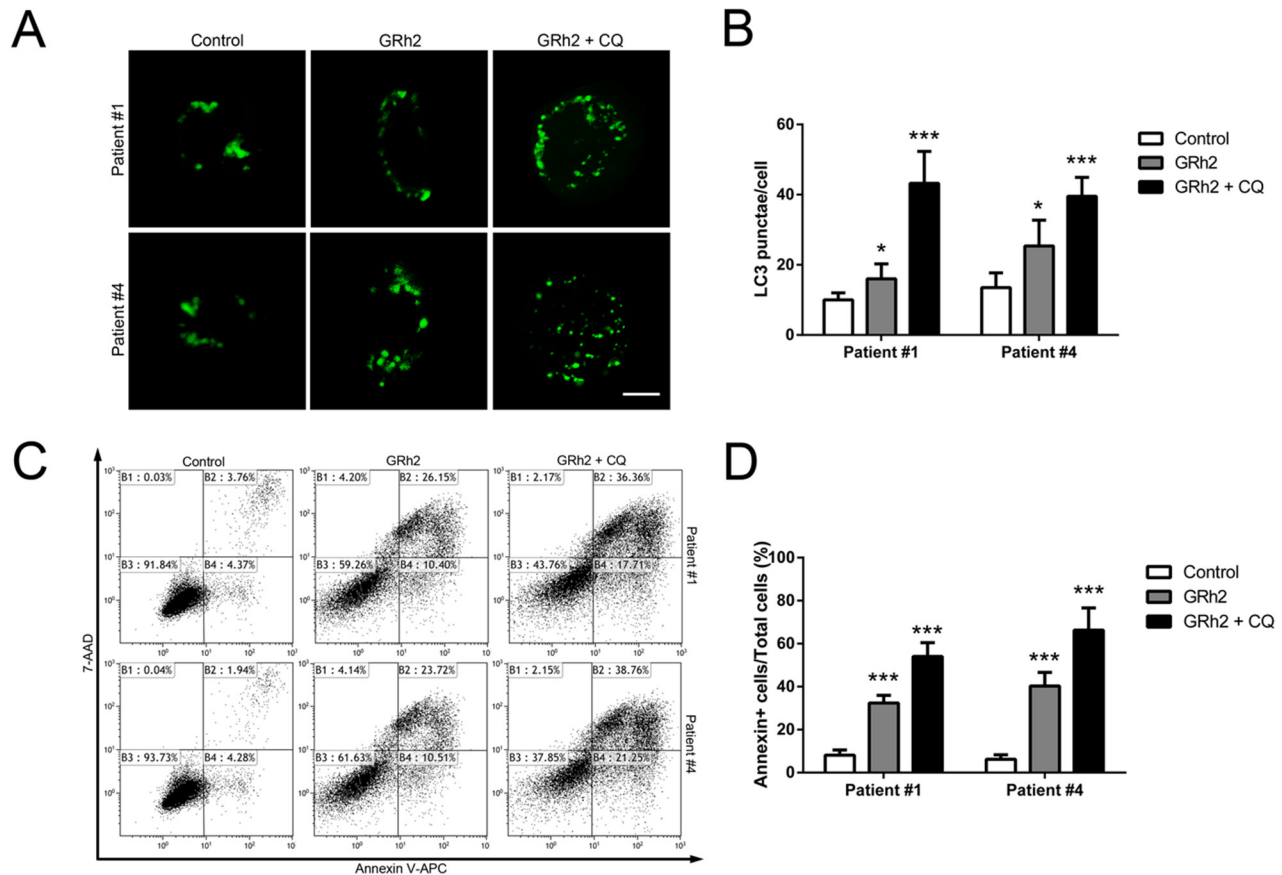 A
Control
GRh2
GRh2 + CQ
Patient #1
Patient #4
B
LC3 punctae/cell
60
40
20
0
***
*
***
*
Patient #1
Patient #4
Control
GRh2
GRh2 + CQ
C
Control
GRh2
GRh2 + CQ
7-AAD
B1 : 0.03%
B2 : 3.76%
B3 : 91.84%
B4 : 4.37%
B1 : 4.20%
B2 : 26.15%
B3 : 59.26%
B4 : 10.40%
B1 : 2.17%
B2 : 36.36%
B3 : 43.76%
B4 : 17.71%
Patient #1
B1 : 0.04%
B2 : 1.94%
B3 : 93.73%
B4 : 4.28%
B1 : 4.14%
B2 : 23.72%
B3 : 61.63%
B4 : 10.51%
B1 : 2.15%
B2 : 38.76%
B3 : 37.85%
B4 : 21.25%
Patient #4
Annexin V-APC
D
Annexin+ cells/Total cells (%)
100
80
60
40
20
0
***
***
***
***
Patient #1
Patient #4
Control
GRh2
GRh2 + CQ